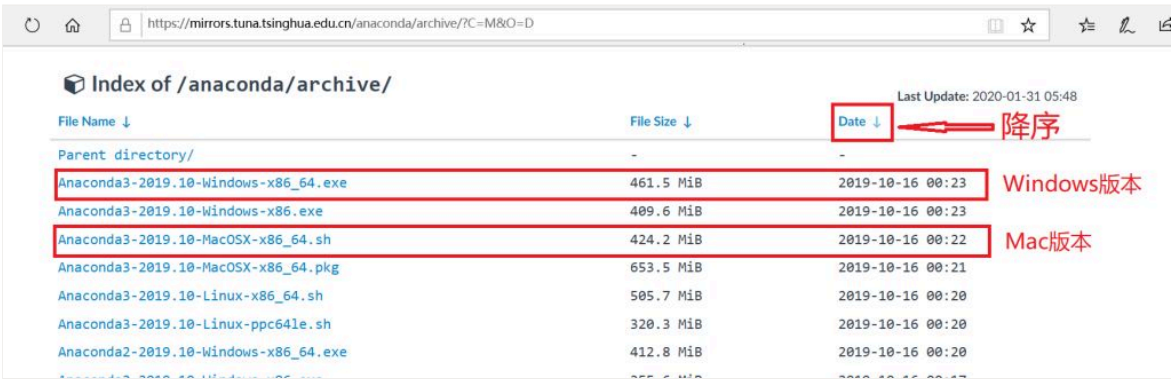 https://mirrors.tuna.tsinghua.edu.cn/anaconda/archive/?C=M&O=D
Index of /anaconda/archive/
Last Update: 2020-01-31 05:48
File Name ↓ File Size ↓ Date ↓ 降序
Parent directory/ - -
Anaconda3-2019.10-Windows-x86_64.exe 461.5 MiB 2019-10-16 00:23 Windows版本
Anaconda3-2019.10-Windows-x86.exe 409.6 MiB 2019-10-16 00:23
Anaconda3-2019.10-MacOSX-x86_64.sh 424.2 MiB 2019-10-16 00:22 Mac版本
Anaconda3-2019.10-MacOSX-x86_64.pkg 653.5 MiB 2019-10-16 00:21
Anaconda3-2019.10-Linux-x86_64.sh 505.7 MiB 2019-10-16 00:20
Anaconda3-2019.10-Linux-ppc64le.sh 320.3 MiB 2019-10-16 00:20
Anaconda2-2019.10-Windows-x86_64.exe 412.8 MiB 2019-10-16 00:20